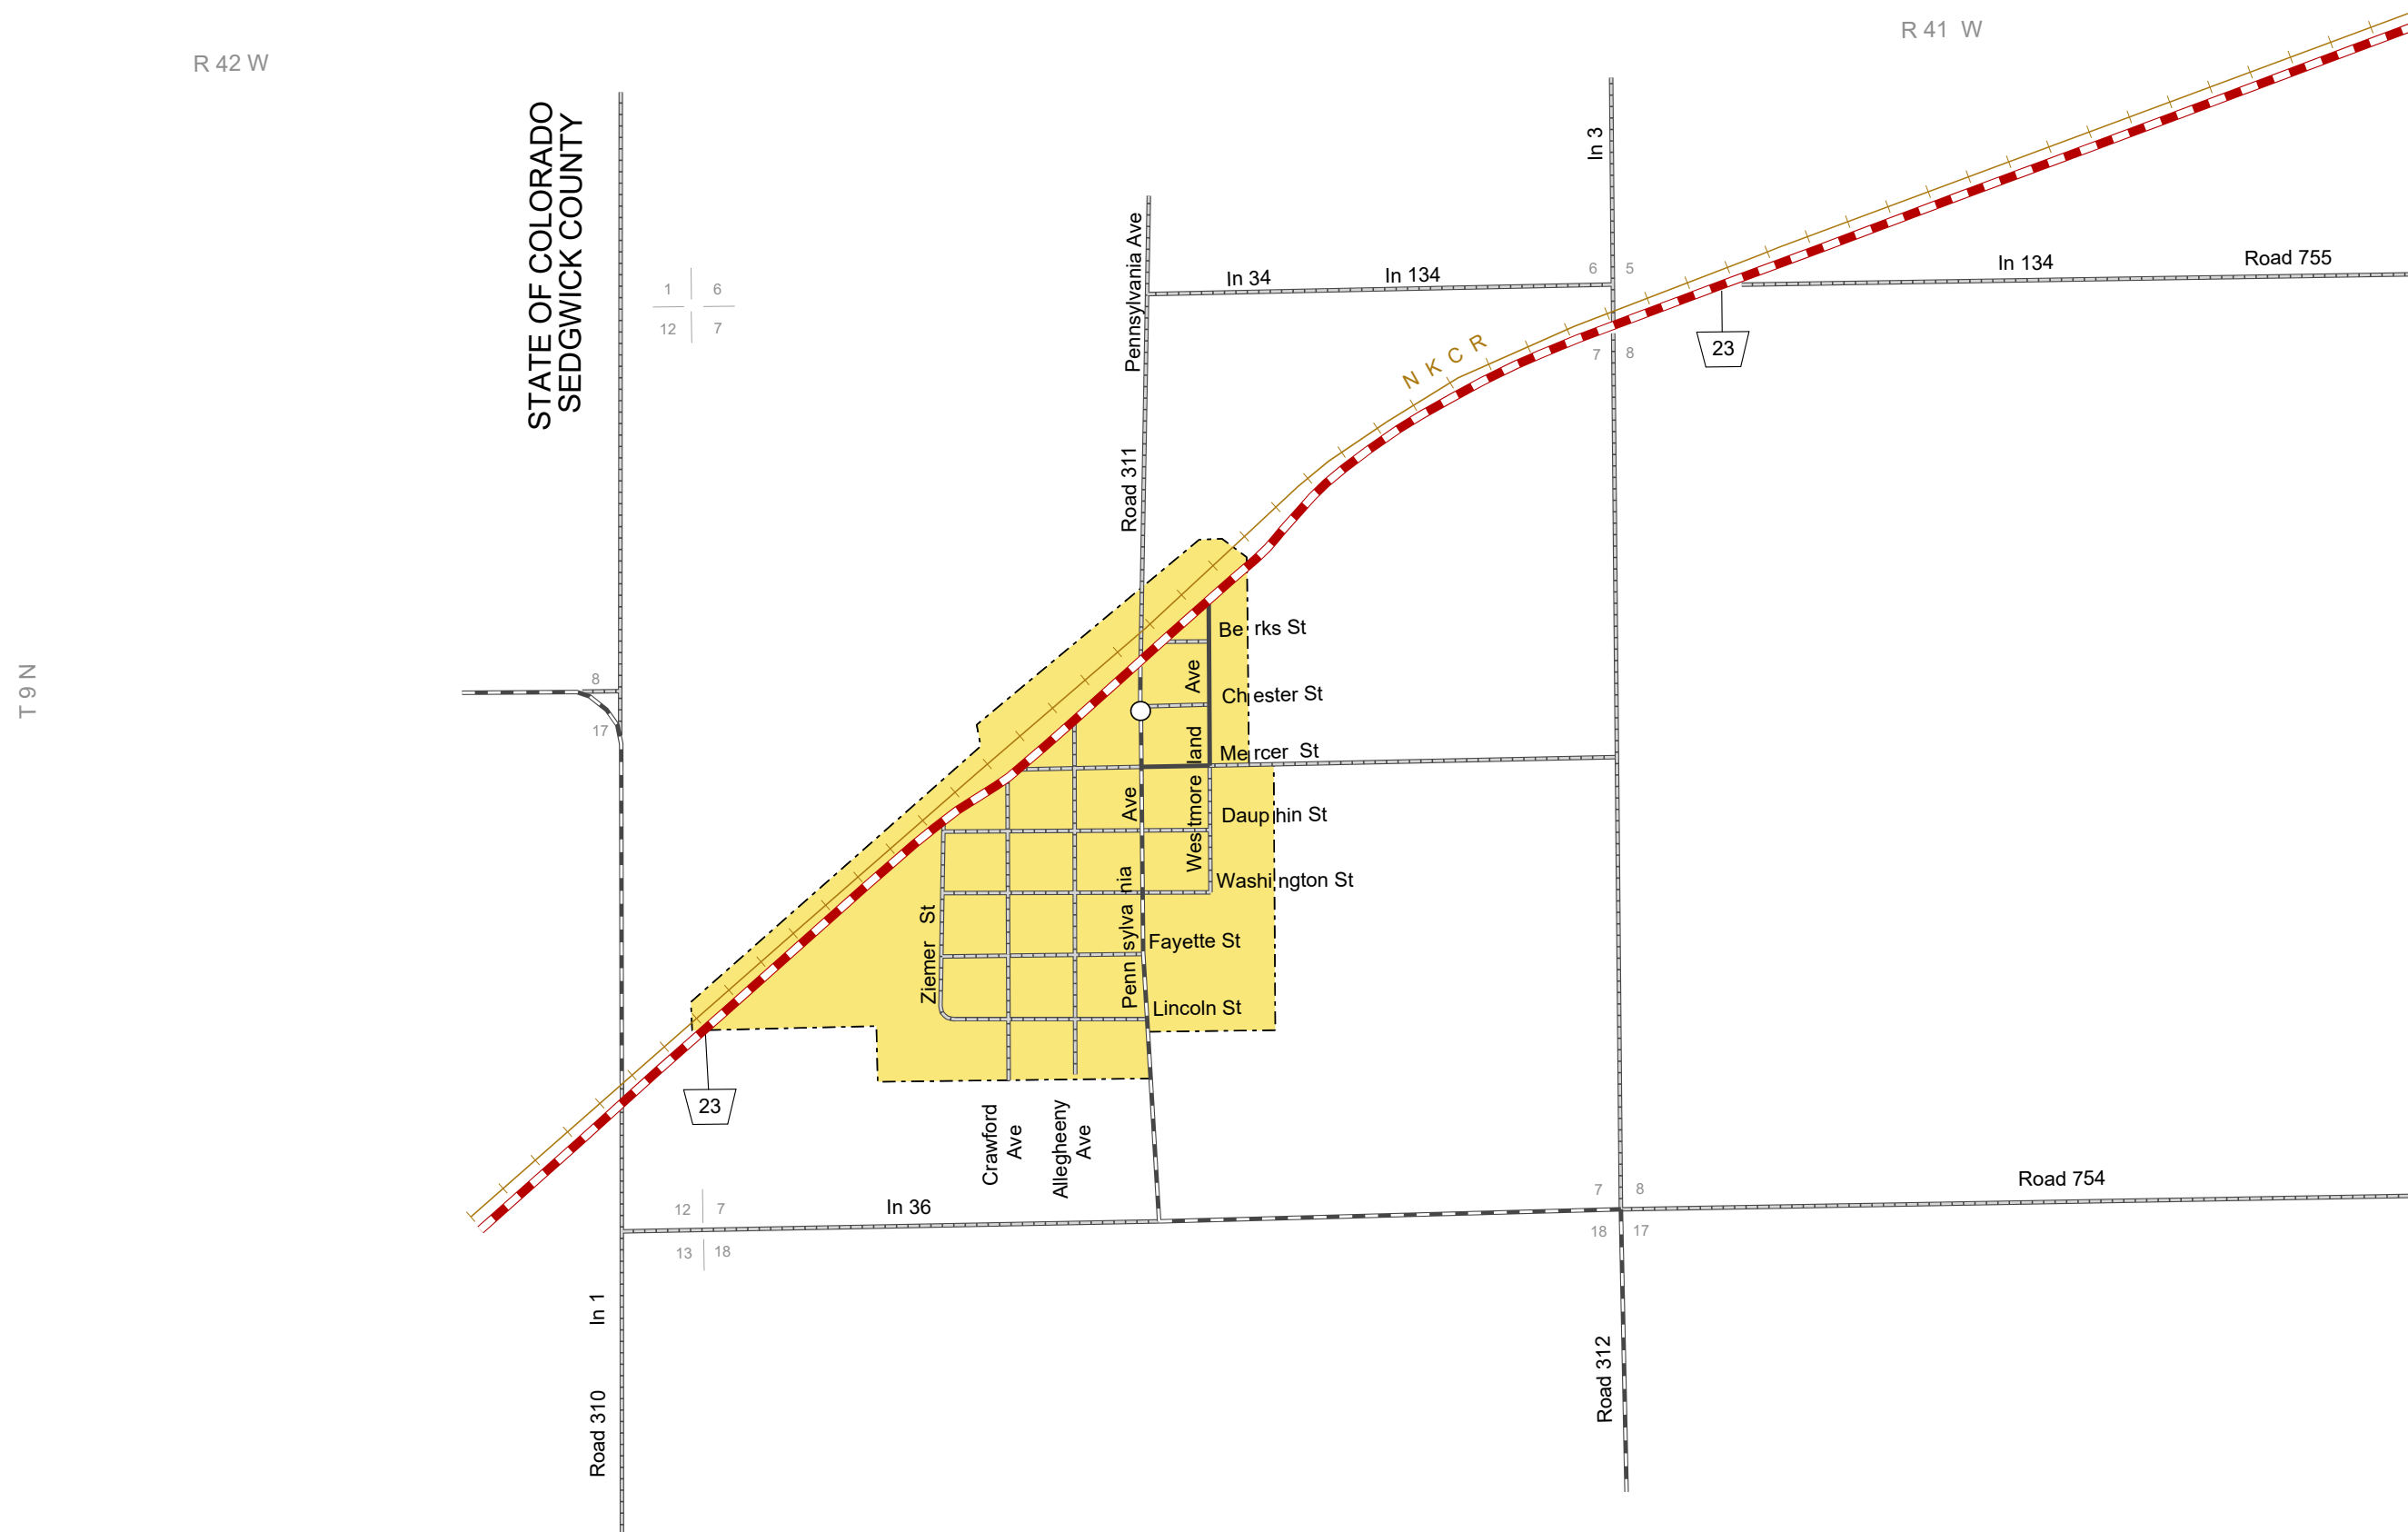 R 41 W
R 42 W
STATE OF COLORADO
SEDGWICK COUNTY
In 3
Pennsylvania Ave
In 34
In 134
6
5
In 134
Road 755
1
6
12
7
N K C R
7
8
23
Road 311
Berks St
T 9 N
8
17
Chester St
Mercer St
Westmoreland Ave
Dauphin St
Washington St
Ziemer St
Pennsylvania Ave
Fayette St
Lincoln St
23
Crawford
Ave
Allegheeny
Ave
12
7
In 36
7
8
Road 754
13
18
18
17
In 1
Road 310
Road 312